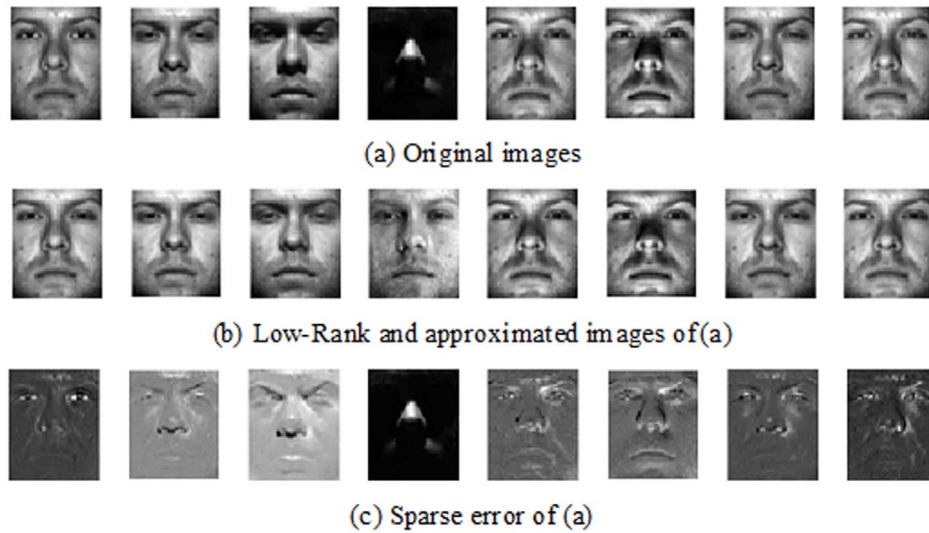 (a) Original images
(b) Low-Rank and approximated images of (a)
(c) Sparse error of (a)